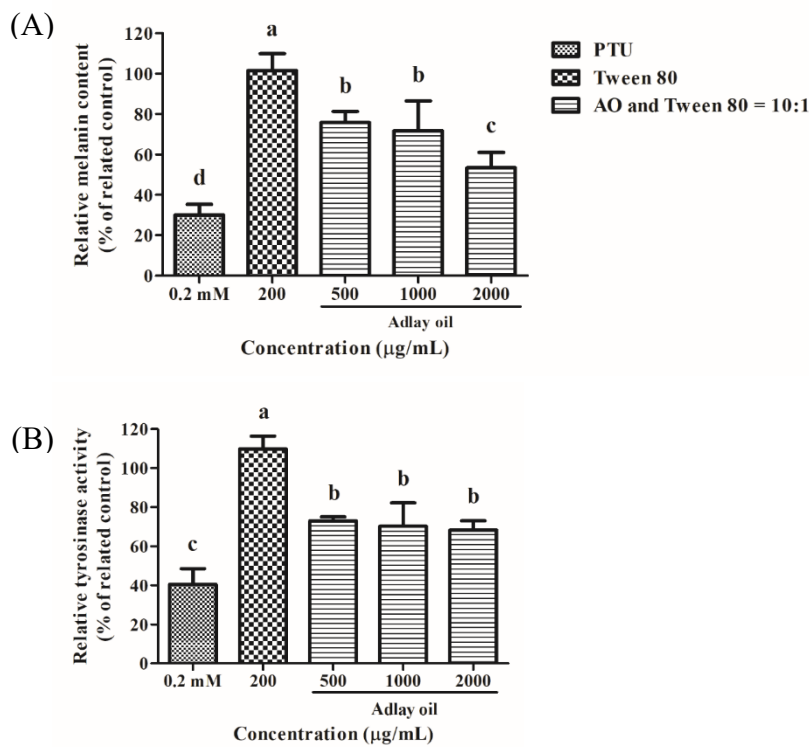 (A)
Relative melanin content
(% of related control)
120
100
80
60
40
20
0
d
a
b
b
c
0.2 mM
200
500
1000
2000
Adlay oil
Concentration (μg/mL)
PTU
Tween 80
AO and Tween 80 = 10:1
(B)
Relative tyrosinase activity
(% of related control)
120
100
80
60
40
20
0
c
a
b
b
b
0.2 mM
200
500
1000
2000
Adlay oil
Concentration (μg/mL)